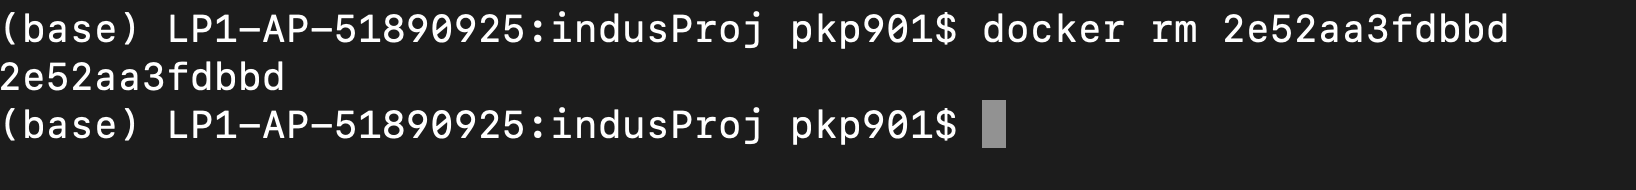 (base) LP1-AP-51890925:indusProj pkp901$ docker rm 2e52aa3fdbbd
2e52aa3fdbbd
(base) LP1-AP-51890925:indusProj pkp901$